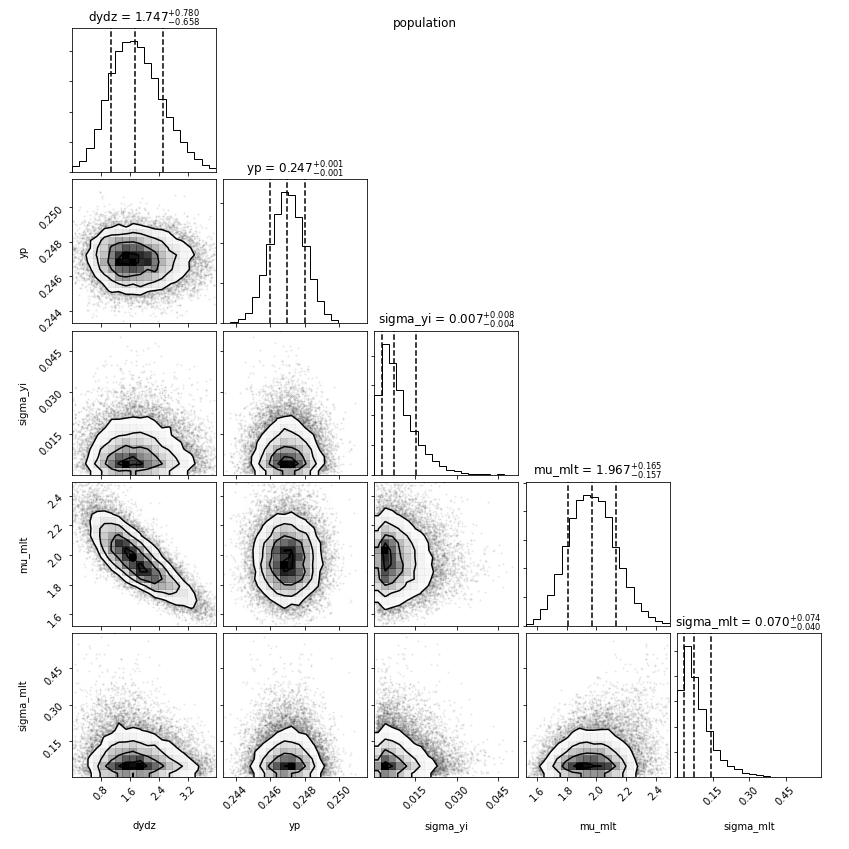 population
dydz = 1.747+0.780−0.658
yp = 0.247+0.001−0.001
0.250
0.248
0.246
0.244
yp
sigma_yi = 0.007+0.008−0.004
0.045
0.030
0.015
sigma_yi
mu_mlt = 1.967+0.165−0.157
2.4
2.2
2.0
1.8
1.6
mu_mlt
sigma_mlt = 0.070+0.074−0.040
0.45
0.30
0.15
sigma_mlt
0.8 1.6 2.4 3.2
0.244 0.246 0.248 0.250
0.015 0.030 0.045
1.6 1.8 2.0 2.2 2.4
0.15 0.30 0.45
dydz yp sigma_yi mu_mlt sigma_mlt